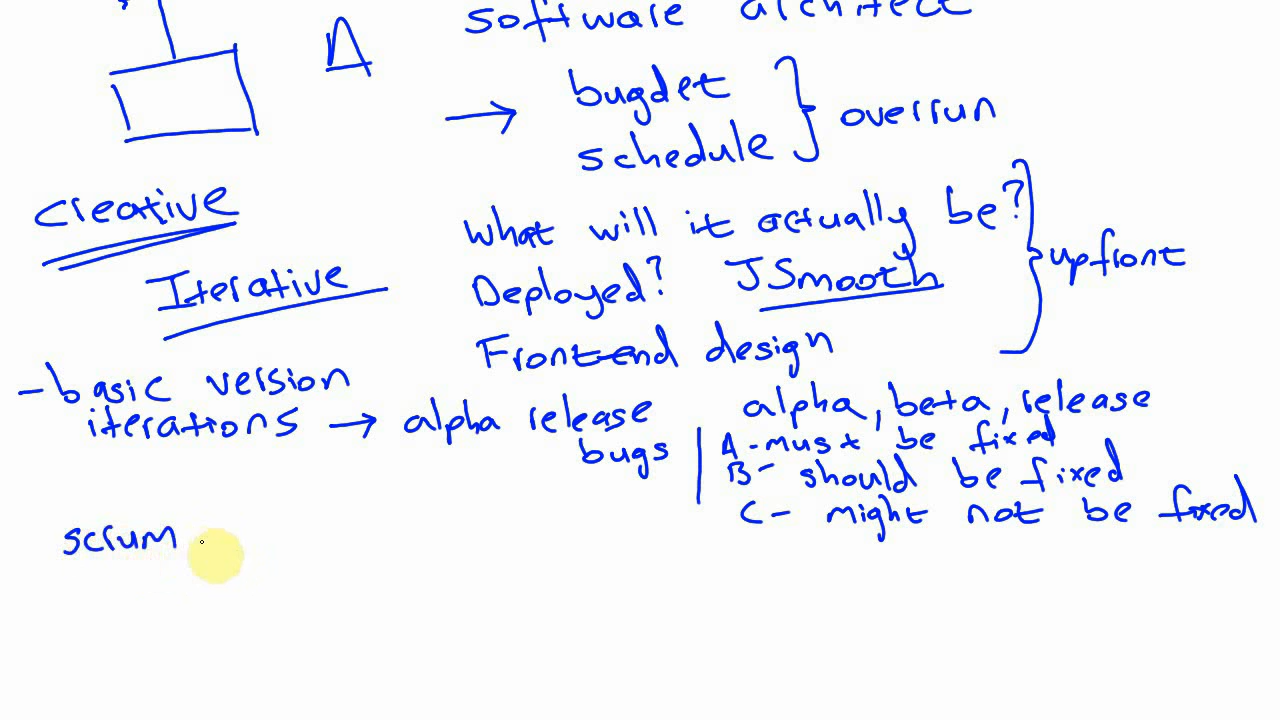 software architect
A
→ bugdet
schedule } overrun
creative
What will it actually be?
Iterative
Deployed? JSmooth
} upfront
Front-end design
- basic version
iterations → alpha release
alpha, beta, release
bugs
A - must be fixed
B - should be fixed
C - might not be fixed
scrum